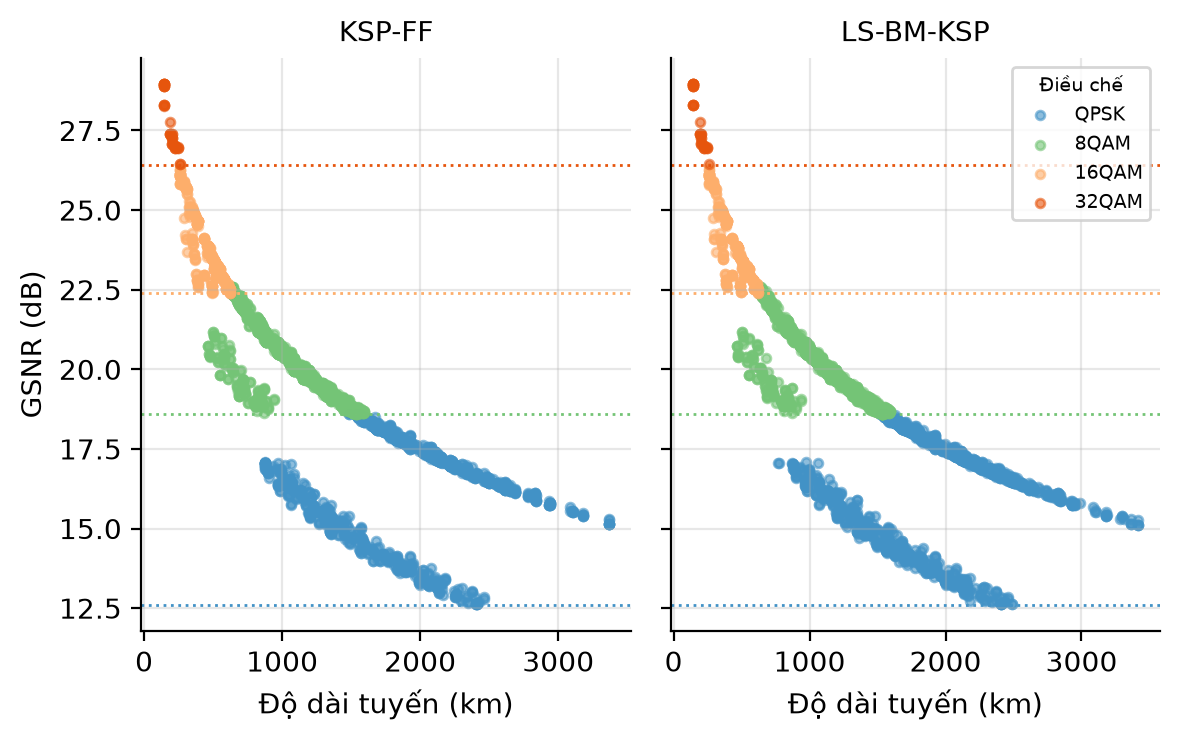 KSP-FF
LS-BM-KSP
Điều chế
QPSK
8QAM
16QAM
32QAM
GSNR (dB)
27.5
25.0
22.5
20.0
17.5
15.0
12.5
0 1000 2000 3000
0 1000 2000 3000
Độ dài tuyến (km)
Độ dài tuyến (km)